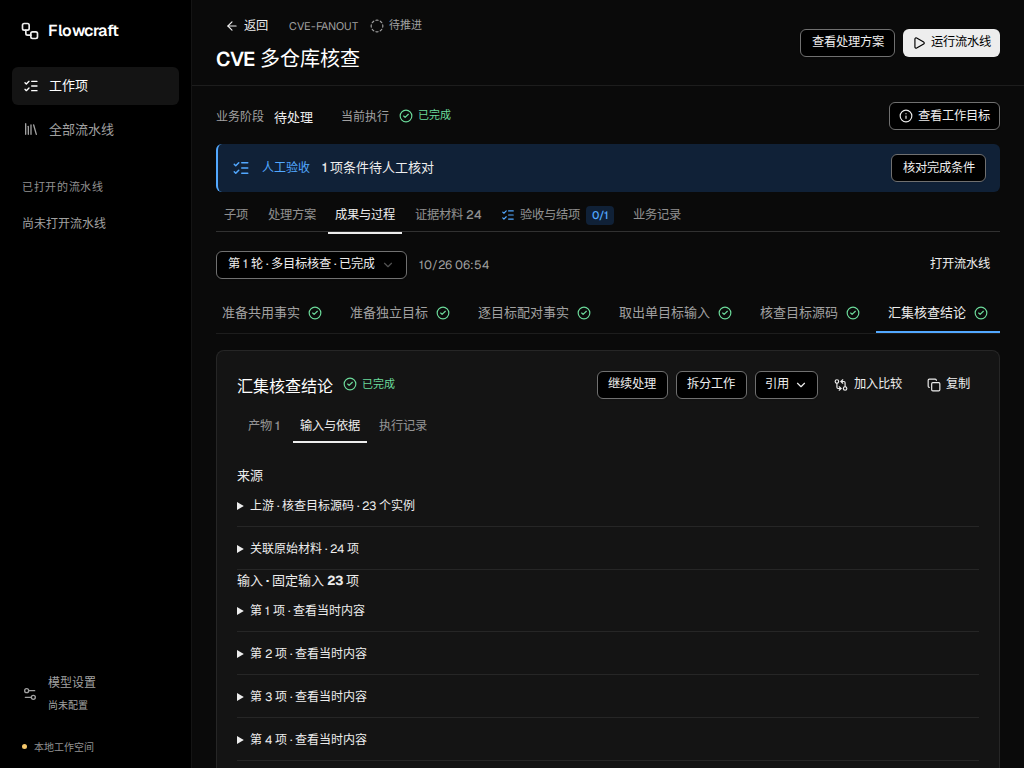 Flowcraft
工作项
全部流水线
已打开的流水线
尚未打开流水线
模型设置
尚未配置
本地工作空间
返回 CVE-FANOUT 待推进
CVE 多仓库核查
查看处理方案 运行流水线
业务阶段 待处理 当前执行 已完成 查看工作目标
人工验收 1 项条件待人工核对 核对完成条件
子项 处理方案 成果与过程 证据材料 24 验收与结项 0/1 业务记录
第 1 轮 · 多目标核查 · 已完成 10/26 06:54 打开流水线
准备共用事实 准备独立目标 逐目标配对事实 取出单目标输入 核查目标源码 汇集核查结论
汇集核查结论 已完成 继续处理 拆分工作 引用 加入比较 复制
产物 1 输入与依据 执行记录
来源
上游 · 核查目标源码 · 23 个实例
关联原始材料 · 24 项
输入 · 固定输入 23 项
第 1 项 · 查看当时内容
第 2 项 · 查看当时内容
第 3 项 · 查看当时内容
第 4 项 · 查看当时内容